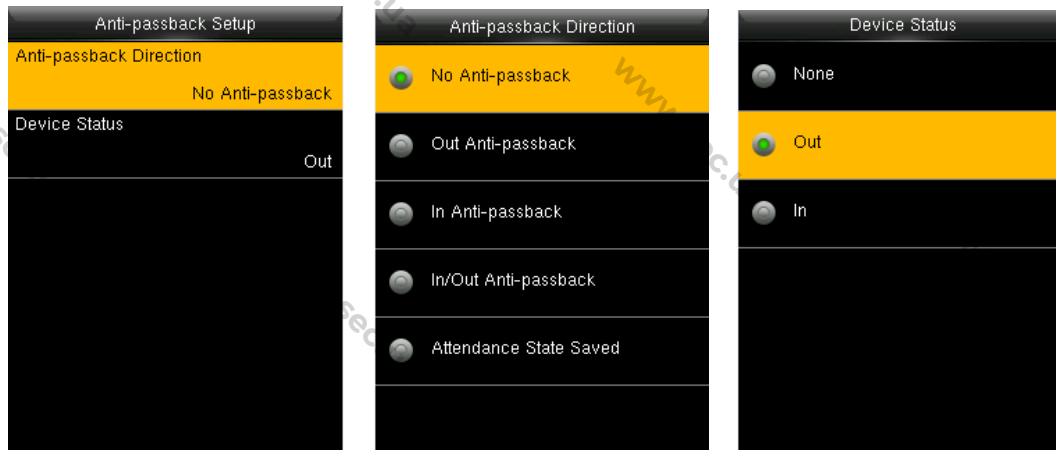 Anti-passback Setup
Anti-passback Direction
No Anti-passback
Device Status
Out
Anti-passback Direction
No Anti-passback
Out Anti-passback
In Anti-passback
In/Out Anti-passback
Attendance State Saved
Device Status
None
Out
In